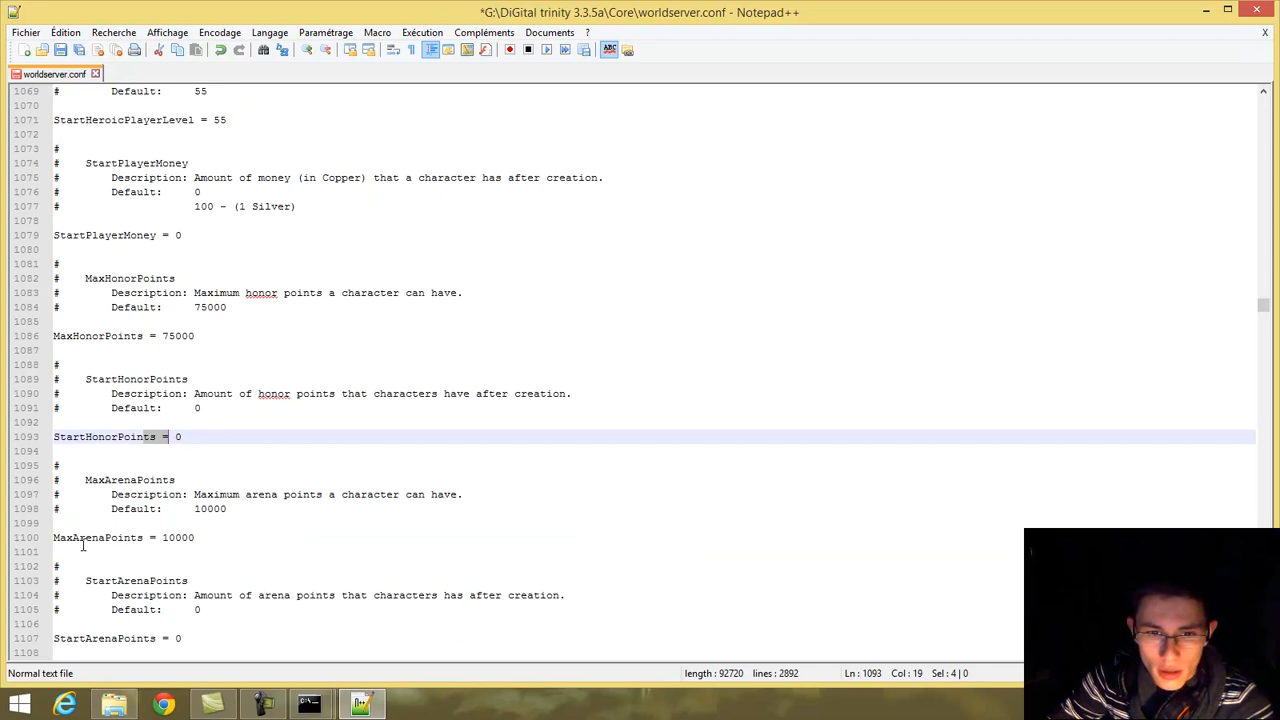 *G:\DiGital trinity 3.3.5a\Core\worldserver.conf - Notepad++
Fichier Édition Recherche Affichage Encodage Langage Paramétrage Macro Exécution Compléments Documents ? X
worldserver.conf
1069 # Default: 55
1070
1071 StartHeroicPlayerLevel = 55
1072
1073 #
1074 # StartPlayerMoney
1075 # Description: Amount of money (in Copper) that a character has after creation.
1076 # Default: 0
1077 # 100 - (1 Silver)
1078
1079 StartPlayerMoney = 0
1080
1081 #
1082 # MaxHonorPoints
1083 # Description: Maximum honor points a character can have.
1084 # Default: 75000
1085
1086 MaxHonorPoints = 75000
1087
1088 #
1089 # StartHonorPoints
1090 # Description: Amount of honor points that characters have after creation.
1091 # Default: 0
1092
1093 StartHonorPoints = 0
1094
1095 #
1096 # MaxArenaPoints
1097 # Description: Maximum arena points a character can have.
1098 # Default: 10000
1099
1100 MaxArenaPoints = 10000
1101
1102 #
1103 # StartArenaPoints
1104 # Description: Amount of arena points that characters has after creation.
1105 # Default: 0
1106
1107 StartArenaPoints = 0
1108
Normal text file length : 92720 lines : 2892 Ln : 1093 Col : 19 Sel : 4 | 0